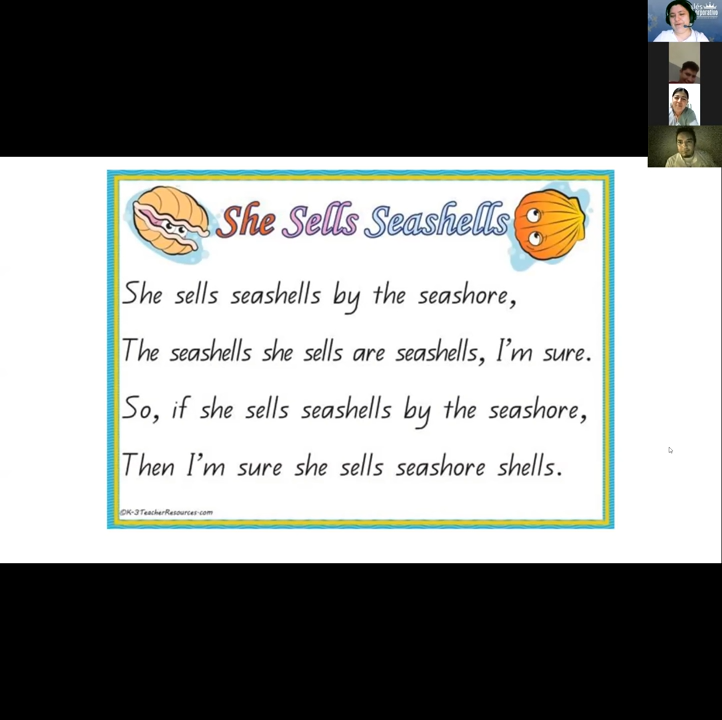 She Sells Seashells
She sells seashells by the seashore,
The seashells she sells are seashells, I'm sure.
So, if she sells seashells by the seashore,
Then I'm sure she sells seashore shells.
©K-3TeacherResources.com